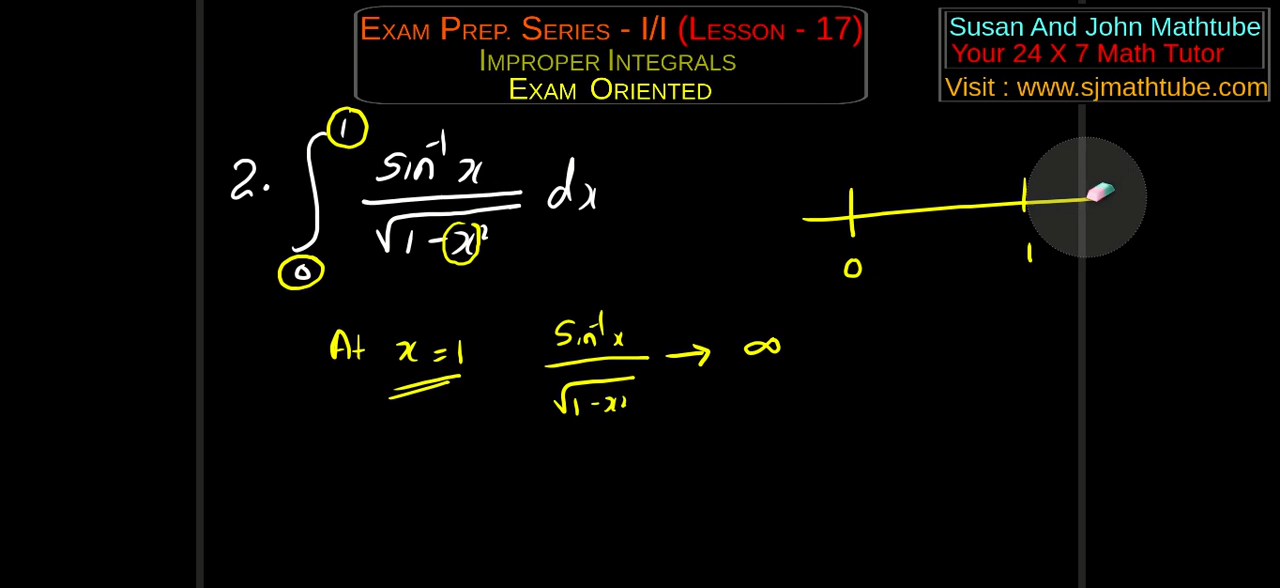 Exam Prep. Series - I/I (Lesson - 17)
Improper Integrals
Exam Oriented
Susan And John Mathtube
Your 24 X 7 Math Tutor
Visit : www.sjmathtube.com
2. ∫₀¹ sin⁻¹x / √(1-x²) dx
0 1
At x = 1 sin⁻¹x / √(1-x²) → ∞